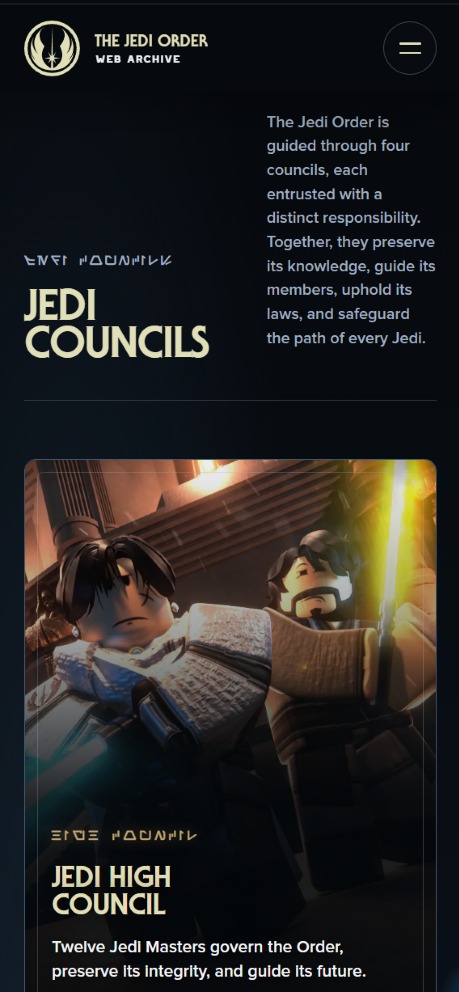 THE JEDI ORDER
WEB ARCHIVE
The Jedi Order is
guided through four
councils, each
entrusted with a
distinct responsibility.
Together, they preserve
its knowledge, guide its
members, uphold its
laws, and safeguard
the path of every Jedi.
JEDI
COUNCILS
JEDI HIGH
COUNCIL
Twelve Jedi Masters govern the Order,
preserve its integrity, and guide its future.